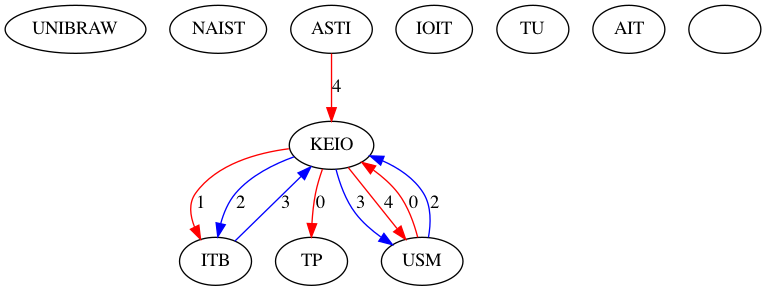 UNIBRAW NAIST ASTI IOIT TU AIT
4
KEIO
1 2 3 0 3 4 0 2
ITB TP USM